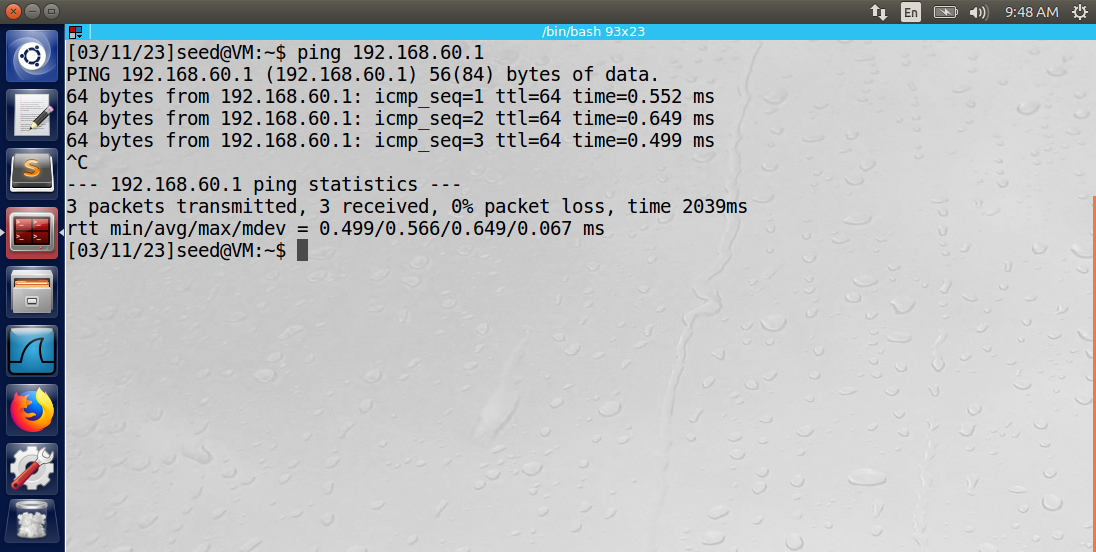 En
9:48 AM
/bin/bash 93x23
[03/11/23]seed@VM:~$ ping 192.168.60.1
PING 192.168.60.1 (192.168.60.1) 56(84) bytes of data.
64 bytes from 192.168.60.1: icmp_seq=1 ttl=64 time=0.552 ms
64 bytes from 192.168.60.1: icmp_seq=2 ttl=64 time=0.649 ms
64 bytes from 192.168.60.1: icmp_seq=3 ttl=64 time=0.499 ms
^C
--- 192.168.60.1 ping statistics ---
3 packets transmitted, 3 received, 0% packet loss, time 2039ms
rtt min/avg/max/mdev = 0.499/0.566/0.649/0.067 ms
[03/11/23]seed@VM:~$